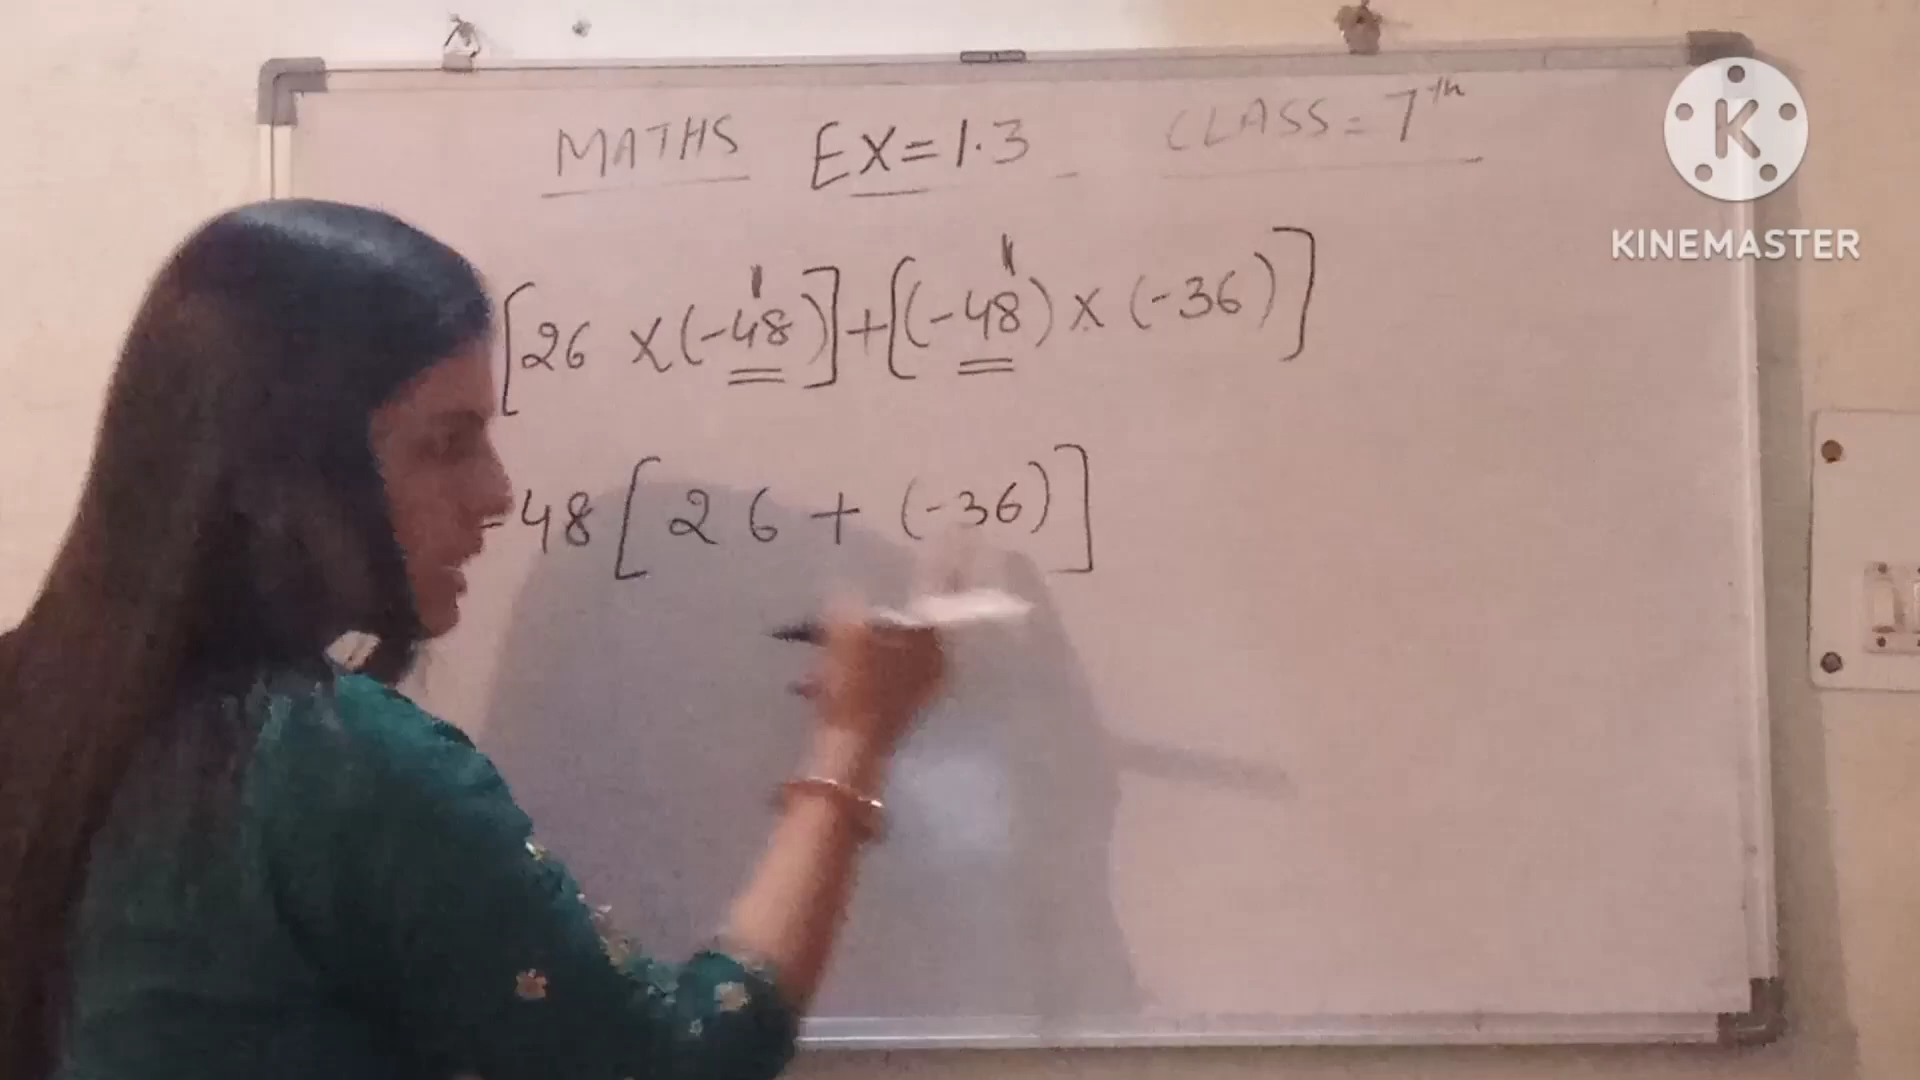 MATHS EX=1.3 CLASS=7th
[26 ×(-48)]+[(-48)×(-36)]
-48[26 + (-36)]
K
KINEMASTER